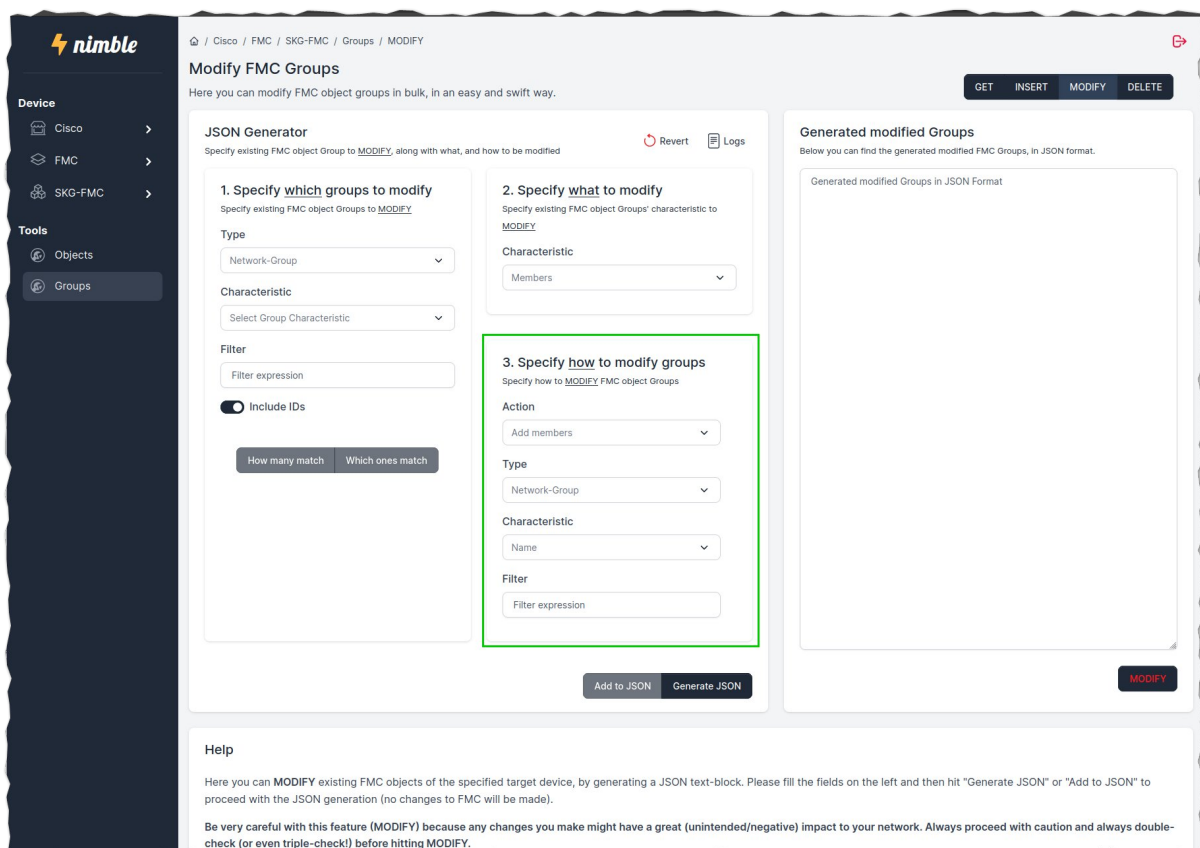 nimble
Device
Cisco
FMC
SKG-FMC
Tools
Objects
Groups
/ Cisco / FMC / SKG-FMC / Groups / MODIFY
Modify FMC Groups
Here you can modify FMC object groups in bulk, in an easy and swift way.
GET INSERT MODIFY DELETE
JSON Generator
Specify existing FMC object Group to MODIFY, along with what, and how to be modified
Revert Logs
1. Specify which groups to modify
Specify existing FMC object Groups to MODIFY
Type
Network-Group
Characteristic
Select Group Characteristic
Filter
Filter expression
Include IDs
How many match Which ones match
2. Specify what to modify
Specify existing FMC object Groups' characteristic to
MODIFY
Characteristic
Members
3. Specify how to modify groups
Specify how to MODIFY FMC object Groups
Action
Add members
Type
Network-Group
Characteristic
Name
Filter
Filter expression
Add to JSON Generate JSON
Generated modified Groups
Below you can find the generated modified FMC Groups, in JSON format.
Generated modified Groups in JSON Format
MODIFY
Help
Here you can MODIFY existing FMC objects of the specified target device, by generating a JSON text-block. Please fill the fields on the left and then hit "Generate JSON" or "Add to JSON" to
proceed with the JSON generation (no changes to FMC will be made).
Be very careful with this feature (MODIFY) because any changes you make might have a great (unintended/negative) impact to your network. Always proceed with caution and always double-
check (or even triple-check!) before hitting MODIFY.